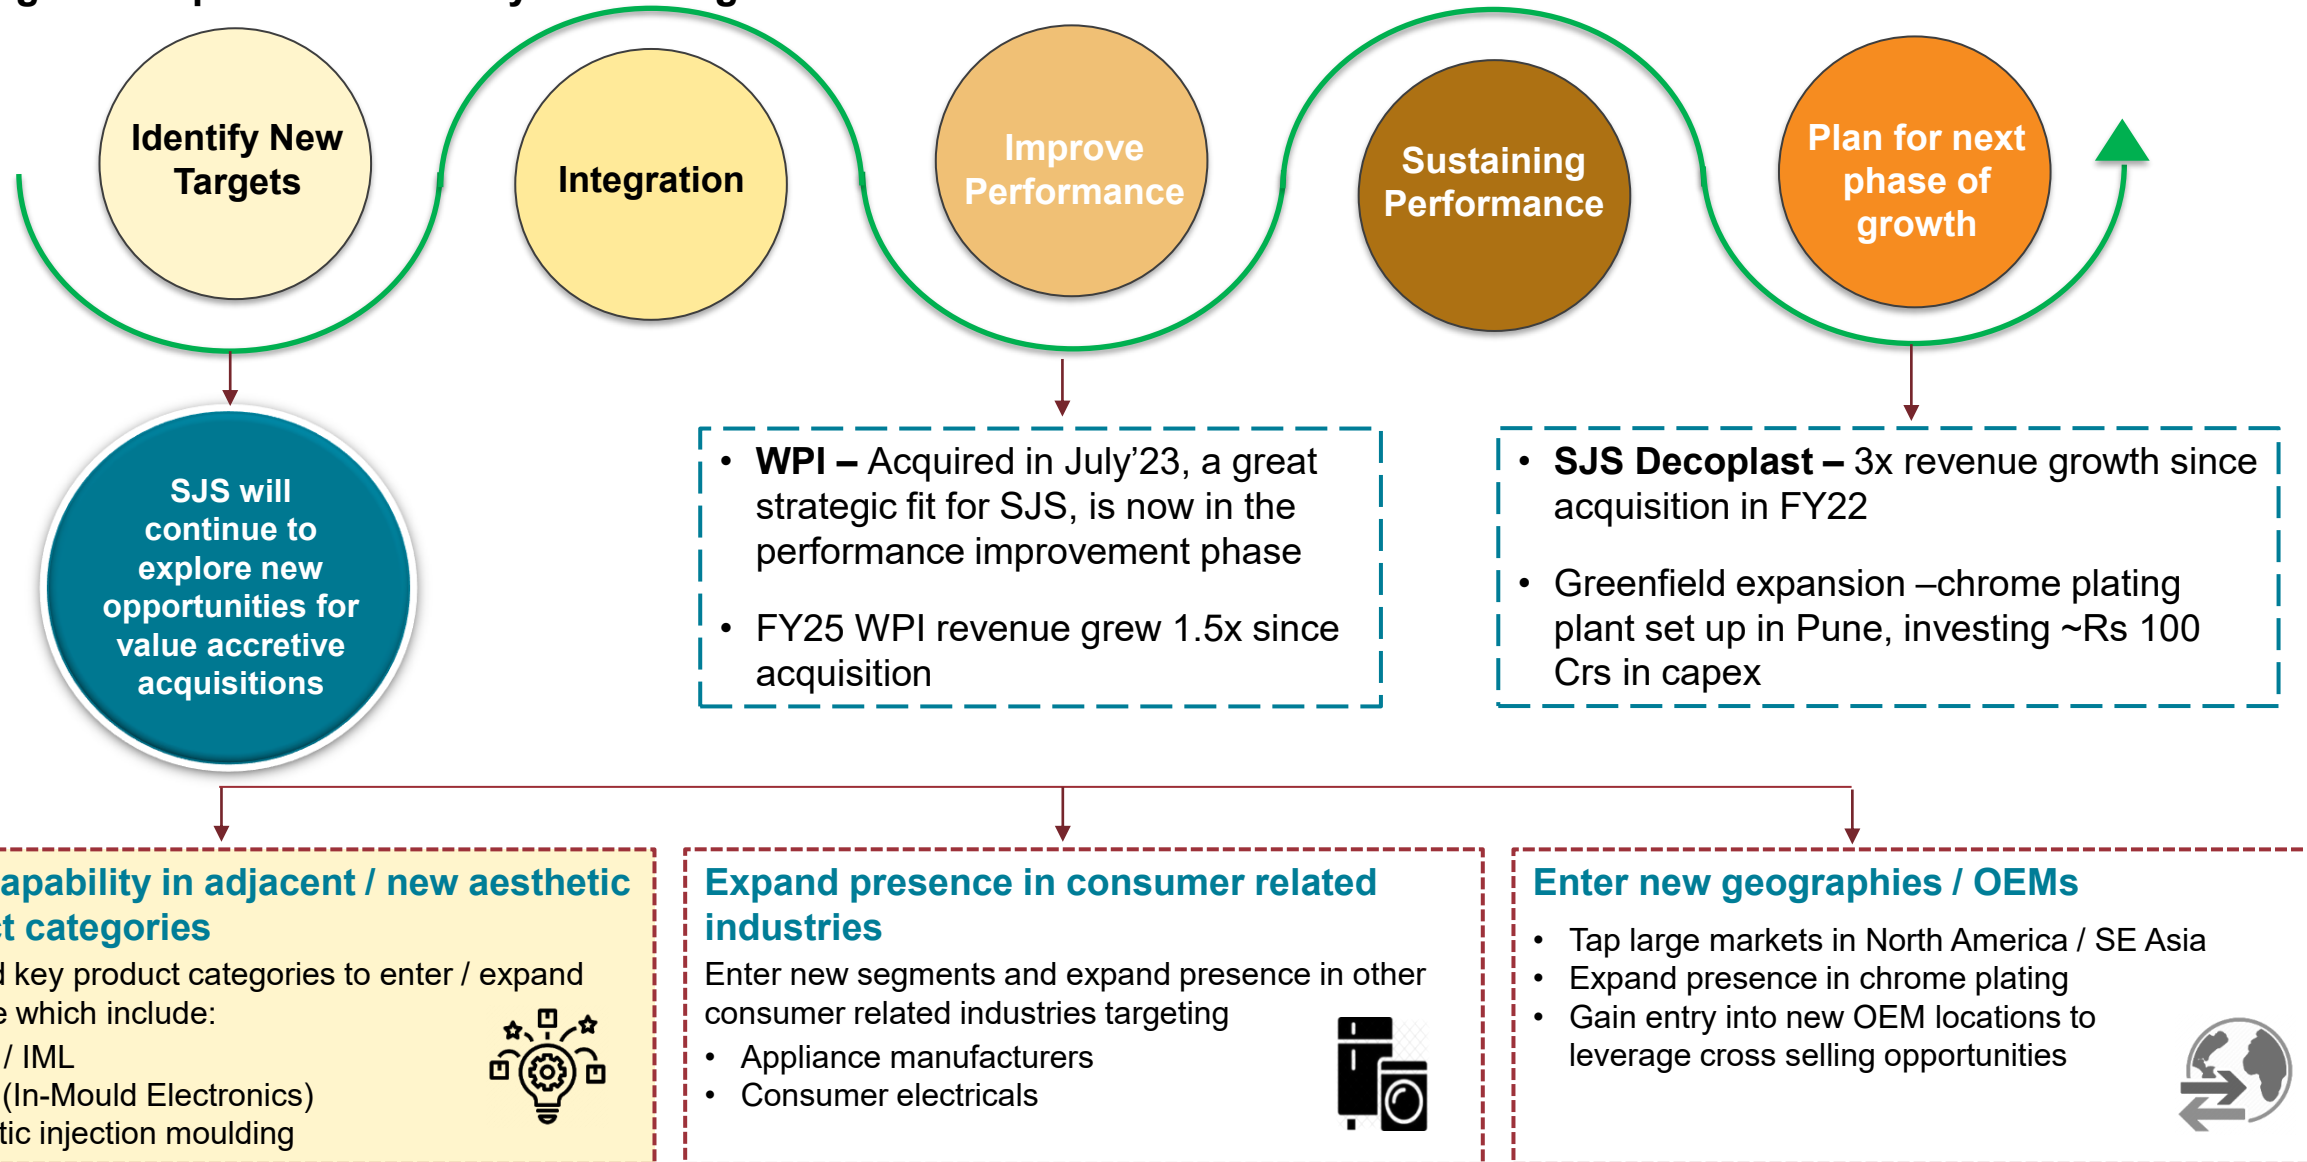 Identify New
Targets
Integration
Improve
Performance
Sustaining
Performance
Plan for next
phase of
growth
SJS will
continue to
explore new
opportunities for
value accretive
acquisitions
• WPI – Acquired in July’23, a great
strategic fit for SJS, is now in the
performance improvement phase
• FY25 WPI revenue grew 1.5x since
acquisition
• SJS Decoplast – 3x revenue growth since
acquisition in FY22
• Greenfield expansion –chrome plating
plant set up in Pune, investing ~Rs 100
Crs in capex
in adjacent / new aesthetic
categories
key product categories to enter / expand
which include:
/ IML
(In-Mould Electronics)
injection moulding
Expand presence in consumer related
industries
Enter new segments and expand presence in other
consumer related industries targeting
• Appliance manufacturers
• Consumer electricals
Enter new geographies / OEMs
• Tap large markets in North America / SE Asia
• Expand presence in chrome plating
• Gain entry into new OEM locations to
leverage cross selling opportunities